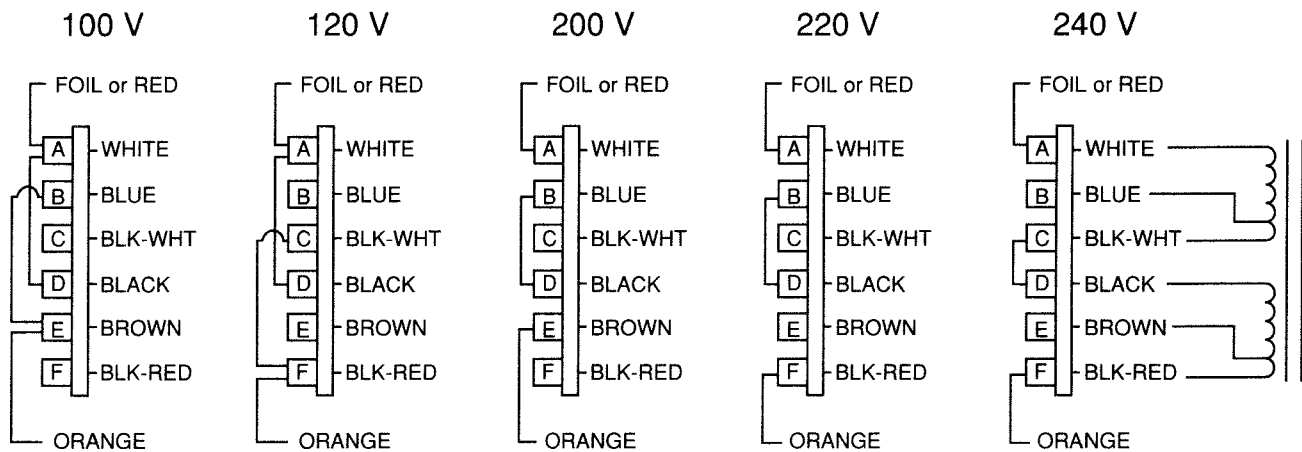 100 V
120 V
200 V
220 V
240 V
FOIL or RED
FOIL or RED
FOIL or RED
FOIL or RED
FOIL or RED
A WHITE
A WHITE
A WHITE
A WHITE
A WHITE
B BLUE
B BLUE
B BLUE
B BLUE
B BLUE
C BLK-WHT
C BLK-WHT
C BLK-WHT
C BLK-WHT
C BLK-WHT
D BLACK
D BLACK
D BLACK
D BLACK
D BLACK
E BROWN
E BROWN
E BROWN
E BROWN
E BROWN
F BLK-RED
F BLK-RED
F BLK-RED
F BLK-RED
F BLK-RED
ORANGE
ORANGE
ORANGE
ORANGE
ORANGE